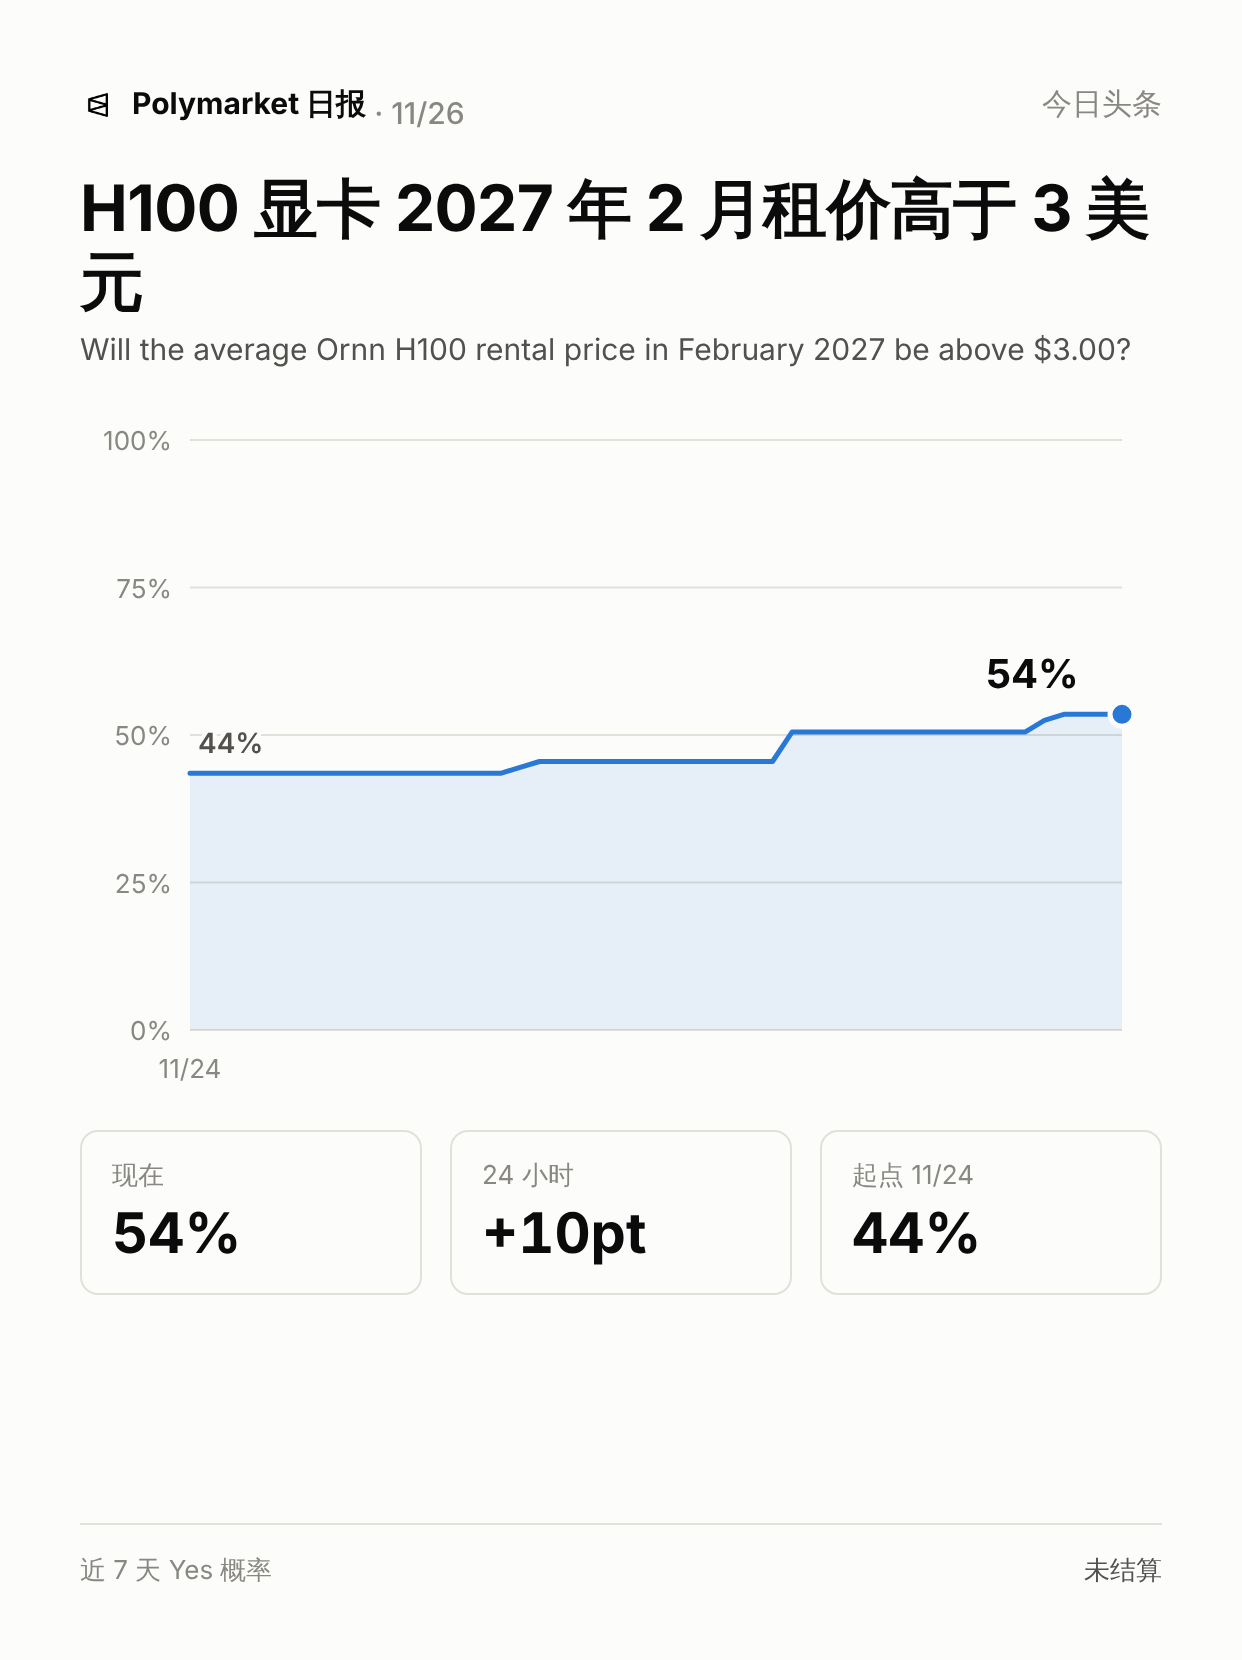 Polymarket 日报 · 11/26
今日头条
H100 显卡 2027 年 2 月租价高于 3 美
元
Will the average Ornn H100 rental price in February 2027 be above $3.00?
100%
75%
54%
50%
44%
25%
0%
11/24
现在
54%
24 小时
+10pt
起点 11/24
44%
近 7 天 Yes 概率
未结算